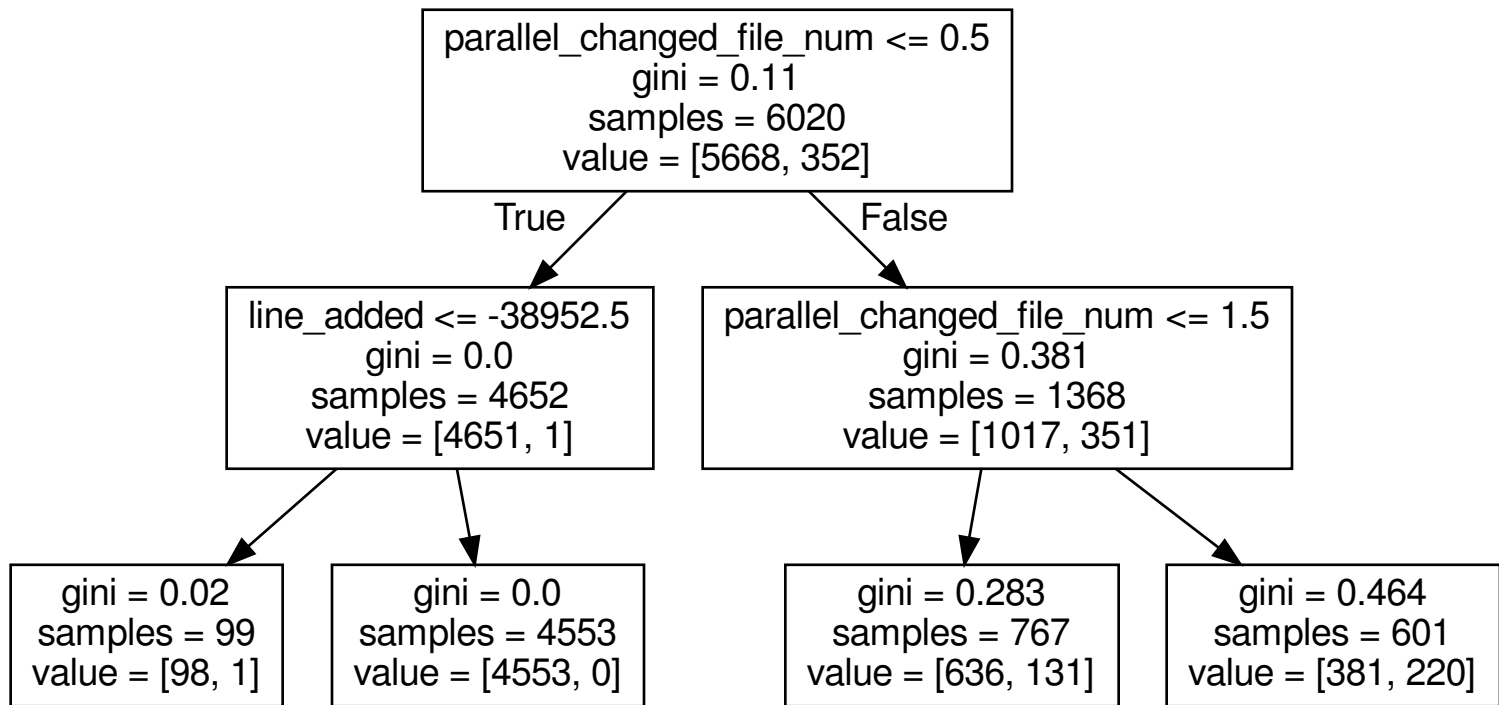 parallel_changed_file_num <= 0.5
gini = 0.11
samples = 6020
value = [5668, 352]
True
False
line_added <= -38952.5
gini = 0.0
samples = 4652
value = [4651, 1]
parallel_changed_file_num <= 1.5
gini = 0.381
samples = 1368
value = [1017, 351]
gini = 0.02
samples = 99
value = [98, 1]
gini = 0.0
samples = 4553
value = [4553, 0]
gini = 0.283
samples = 767
value = [636, 131]
gini = 0.464
samples = 601
value = [381, 220]